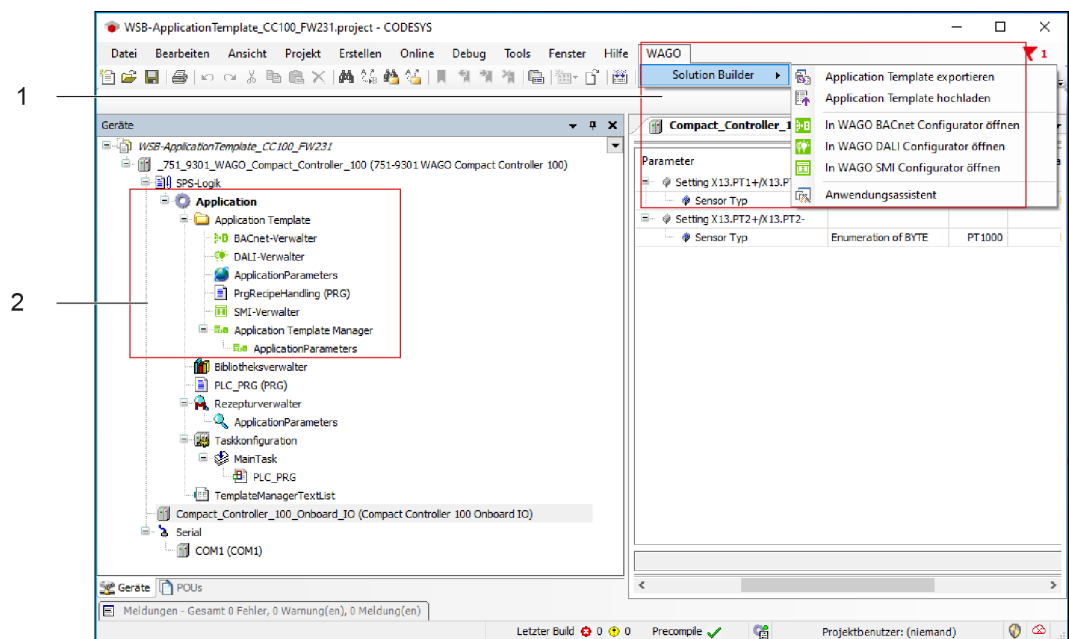 WSB-ApplicationTemplate_CC100_FW231.project - CODESYS
Datei Bearbeiten Ansicht Projekt Erstellen Online Debug Tools Fenster Hilfe WAGO
1
Solution Builder
Application Template exportieren
Application Template hochladen
In WAGO BACnet Configurator öffnen
In WAGO DALI Configurator öffnen
In WAGO SMI Configurator öffnen
Anwendungsassistent
1
2
Geräte
WSB-ApplicationTemplate_CC100_FW231
_751_9301_WAGO_Compact_Controller_100 (751-9301 WAGO Compact Controller 100)
SPS-Logik
Application
Application Template
BACnet-Verwalter
DALI-Verwalter
ApplicationParameters
PrgRecipeHandling (PRG)
SMI-Verwalter
Application Template Manager
ApplicationParameters
Bibliotheksverwalter
PLC_PRG (PRG)
Rezepturverwalter
ApplicationParameters
Taskkonfiguration
MainTask
PLC_PRG
TemplateManagerTextList
Compact_Controller_100_Onboard_IO (Compact Controller 100 Onboard IO)
Serial
COM1 (COM1)
Geräte POUs
Compact_Controller_1
Parameter
Setting X13.PT1+/X13.P
Sensor Typ
Setting X13.PT2+/X13.PT2-
Sensor Typ Enumeration of BYTE PT1000
Meldungen - Gesamt 0 Fehler, 0 Warnung(en), 0 Meldung(en)
Letzter Build 0 0 Precompile Projektbenutzer: (niemand)